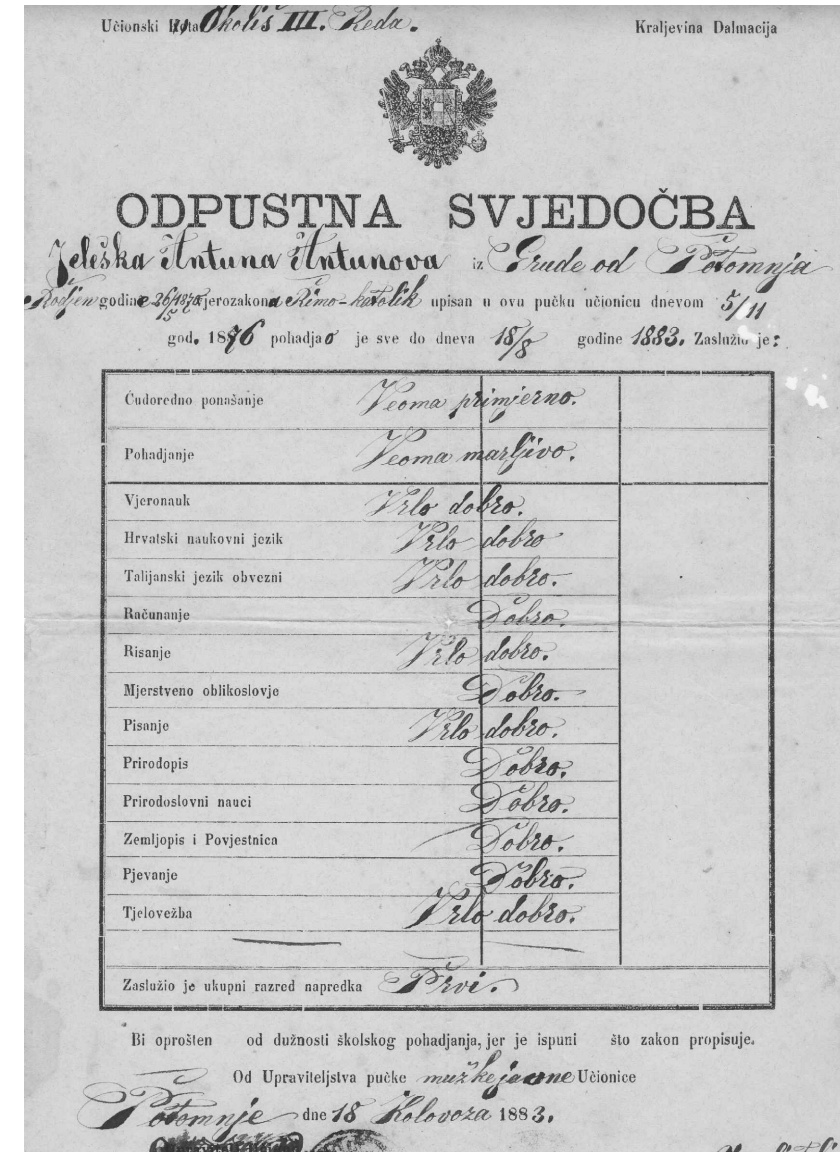 Učionski Kotar Okoliš III. Reda.
Kraljevina Dalmacija
ODPUSTNA SVJEDOČBA
Jeleška Antuna Antunova iz Grude od Potomnja
Rodjen godine 26/5 1870 vjerozakona Rimo-katolik upisan u ovu pučku učionicu dnevom 5/11
god. 1876 pohadjao je sve do dneva 18/8 godine 1883. Zaslužio je:
Ćudoredno ponašanje Veoma primjerno.
Pohadjanje Veoma marljivo.
Vjeronauk Vrlo dobro.
Hrvatski naukovni jezik Vrlo dobro
Talijanski jezik obvezni Vrlo dobro.
Računanje Dobro.
Risanje Vrlo dobro.
Mjerstveno oblikoslovje Dobro.
Pisanje Vrlo dobro.
Prirodopis Dobro.
Prirodoslovni nauci Dobro.
Zemljopis i Povjestnica Dobro.
Pjevanje Dobro.
Tjelovežba Vrlo dobro.
Zaslužio je ukupni razred napredka Prvi.
Bi oprošten od dužnosti školskog pohadjanja, jer je ispuni što zakon propisuje.
Od Upraviteljstva pučke mužke javne Učionice
Potomnje dne 18 Kolovoza 1883.